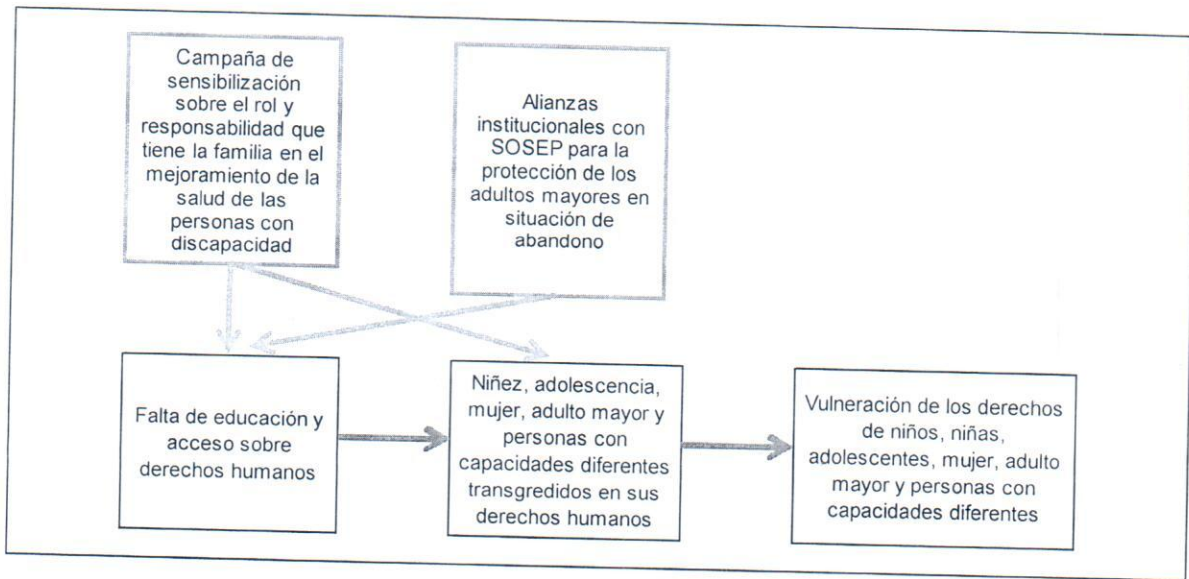 Campaña de
sensibilización
sobre el rol y
responsabilidad que
tiene la familia en el
mejoramiento de la
salud de las
personas con
discapacidad
Alianzas
institucionales con
SOSEP para la
protección de los
adultos mayores en
situación de
abandono
Falta de educación y
acceso sobre
derechos humanos
Niñez, adolescencia,
mujer, adulto mayor y
personas con
capacidades diferentes
transgredidos en sus
derechos humanos
Vulneración de los derechos
de niños, niñas,
adolescentes, mujer, adulto
mayor y personas con
capacidades diferentes